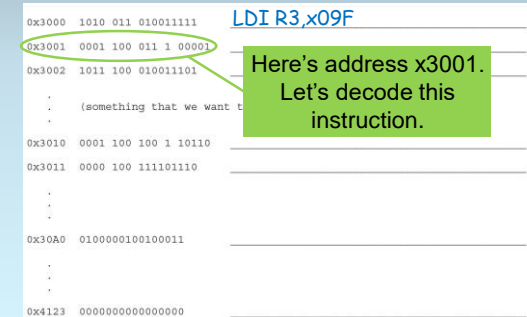 0x3000 1010 011 010011111 LDI R3,x09F
0x3001 0001 100 011 1 00001
0x3002 1011 100 010011101
Here's address x3001.
Let's decode this
instruction.
.
. (something that we want t
.
0x3010 0001 100 100 1 10110
0x3011 0000 100 111101110
.
.
.
0x30A0 0100000100100011
.
.
.
0x4123 0000000000000000